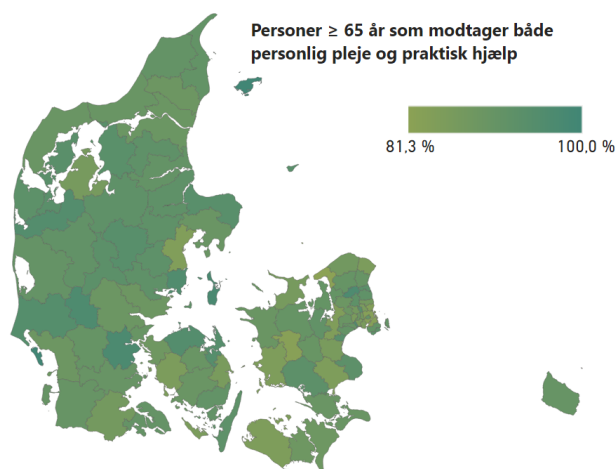 Personer ≥ 65 år som modtager både
personlig pleje og praktisk hjælp
81,3 % 100,0 %